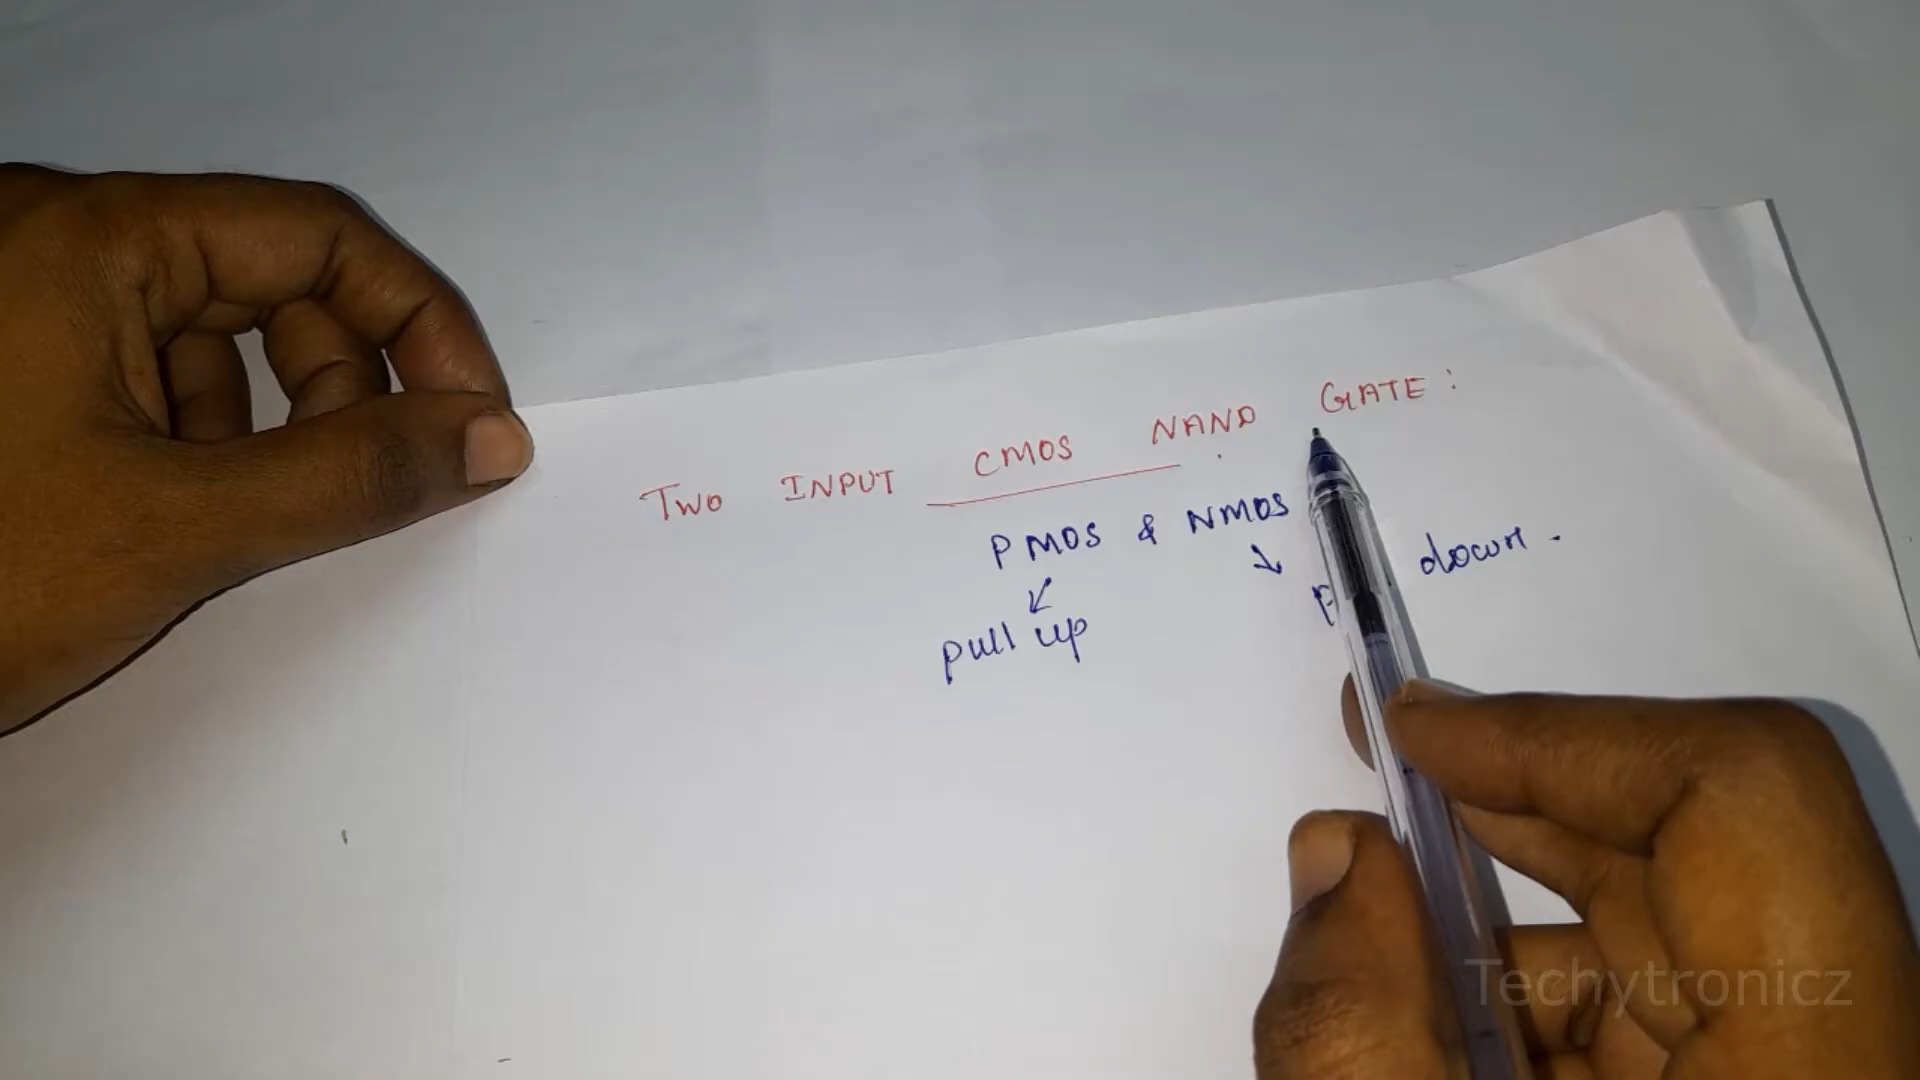 TWO INPUT CMOS NAND GATE :
PMOS & NMOS
pull up
down .
Techytronicz